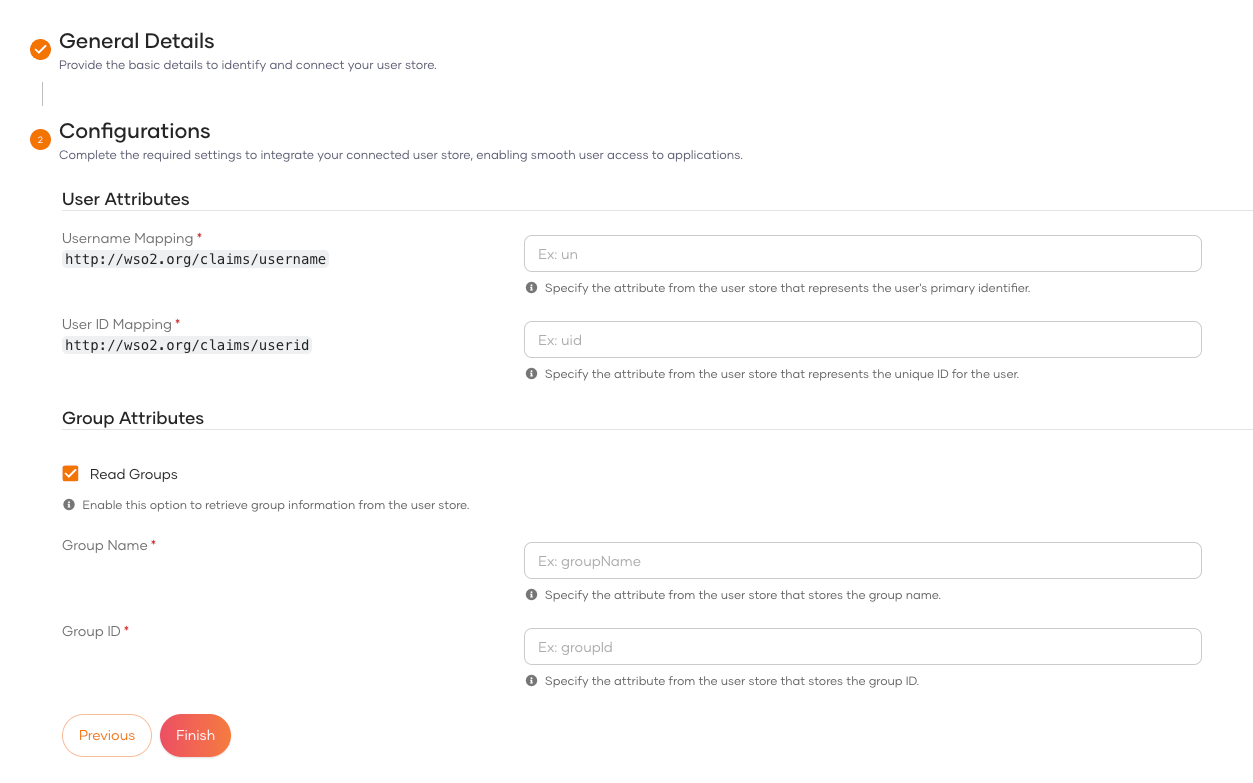 General Details
Provide the basic details to identify and connect your user store.
2
Configurations
Complete the required settings to integrate your connected user store, enabling smooth user access to applications.
User Attributes
Username Mapping *
http://wso2.org/claims/username
Ex: un
Specify the attribute from the user store that represents the user's primary identifier.
User ID Mapping *
http://wso2.org/claims/userid
Ex: uid
Specify the attribute from the user store that represents the unique ID for the user.
Group Attributes
Read Groups
Enable this option to retrieve group information from the user store.
Group Name *
Ex: groupName
Specify the attribute from the user store that stores the group name.
Group ID *
Ex: groupId
Specify the attribute from the user store that stores the group ID.
Previous
Finish